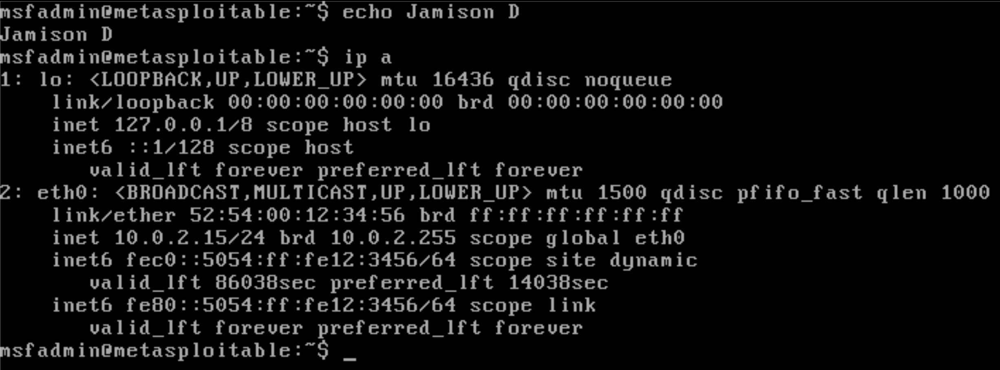 msfadmin@metasploitable:~$ echo Jamison D
Jamison D
msfadmin@metasploitable:~$ ip a
1: lo: <LOOPBACK,UP,LOWER_UP> mtu 16436 qdisc noqueue
    link/loopback 00:00:00:00:00:00 brd 00:00:00:00:00:00
    inet 127.0.0.1/8 scope host lo
    inet6 ::1/128 scope host
       valid_lft forever preferred_lft forever
2: eth0: <BROADCAST,MULTICAST,UP,LOWER_UP> mtu 1500 qdisc pfifo_fast qlen 1000
    link/ether 52:54:00:12:34:56 brd ff:ff:ff:ff:ff:ff
    inet 10.0.2.15/24 brd 10.0.2.255 scope global eth0
    inet6 fec0::5054:ff:fe12:3456/64 scope site dynamic
       valid_lft 86038sec preferred_lft 14038sec
    inet6 fe80::5054:ff:fe12:3456/64 scope link
       valid_lft forever preferred_lft forever
msfadmin@metasploitable:~$ _